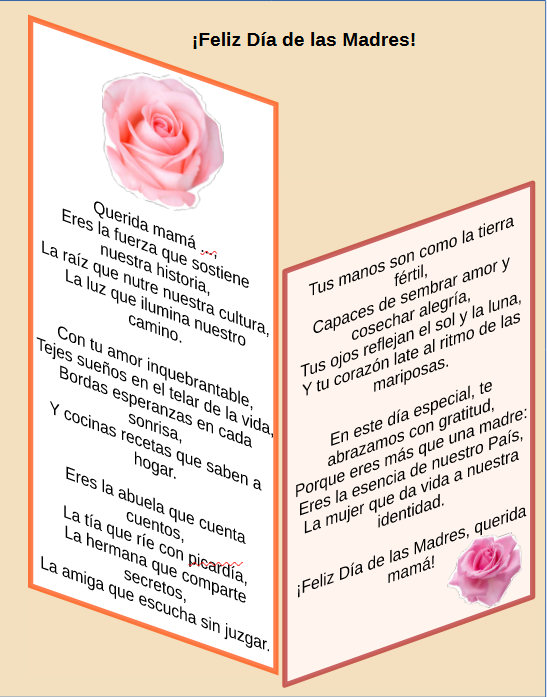 ¡Feliz Día de las Madres!
Querida mamá ...,
Eres la fuerza que sostiene
nuestra historia,
La raíz que nutre nuestra cultura,
La luz que ilumina nuestro
camino.
Con tu amor inquebrantable,
Tejes sueños en el telar de la vida,
Bordas esperanzas en cada
sonrisa,
Y cocinas recetas que saben a
hogar.
Eres la abuela que cuenta
cuentos,
La tía que ríe con picardía,
La hermana que comparte
secretos,
La amiga que escucha sin juzgar.
Tus manos son como la tierra
fértil,
Capaces de sembrar amor y
cosechar alegría,
Tus ojos reflejan el sol y la luna,
Y tu corazón late al ritmo de las
mariposas.
En este día especial, te
abrazamos con gratitud,
Porque eres más que una madre:
Eres la esencia de nuestro País,
La mujer que da vida a nuestra
identidad.
¡Feliz Día de las Madres, querida
mamá!